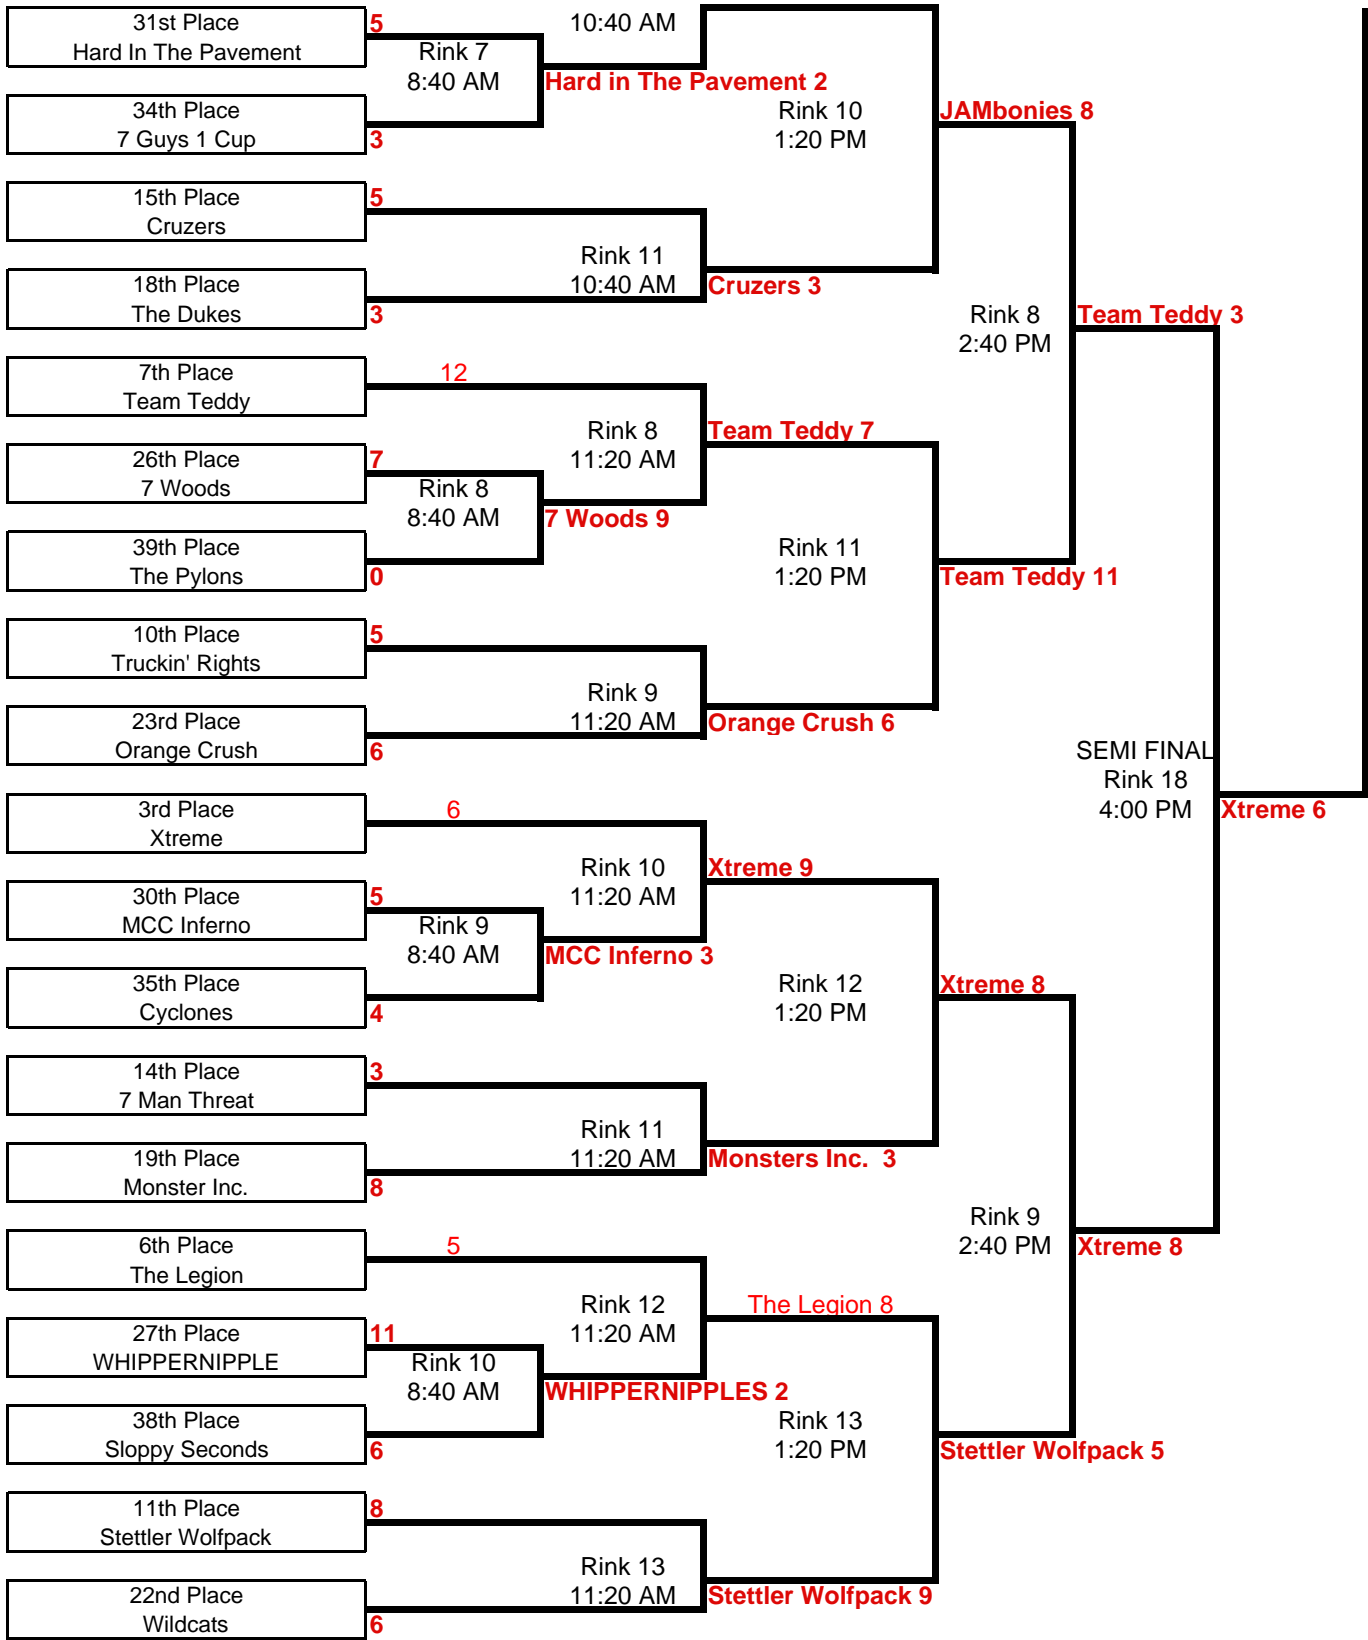 31st Place
Hard In The Pavement
5
10:40 AM
Rink 7
8:40 AM
Hard in The Pavement 2
34th Place
7 Guys 1 Cup
3
Rink 10
1:20 PM
JAMbonies 8
15th Place
Cruzers
5
Rink 11
10:40 AM
Cruzers 3
18th Place
The Dukes
3
Rink 8
2:40 PM
Team Teddy 3
7th Place
Team Teddy
12
Rink 8
11:20 AM
Team Teddy 7
26th Place
7 Woods
7
Rink 8
8:40 AM
7 Woods 9
39th Place
The Pylons
0
Rink 11
1:20 PM
Team Teddy 11
10th Place
Truckin' Rights
5
Rink 9
11:20 AM
Orange Crush 6
23rd Place
Orange Crush
6
SEMI FINAL
Rink 18
4:00 PM
Xtreme 6
3rd Place
Xtreme
6
Rink 10
11:20 AM
Xtreme 9
30th Place
MCC Inferno
5
Rink 9
8:40 AM
MCC Inferno 3
35th Place
Cyclones
4
Rink 12
1:20 PM
Xtreme 8
14th Place
7 Man Threat
3
Rink 11
11:20 AM
Monsters Inc.  3
19th Place
Monster Inc.
8
Rink 9
2:40 PM
Xtreme 8
6th Place
The Legion
5
Rink 12
11:20 AM
The Legion 8
27th Place
WHIPPERNIPPLE
11
Rink 10
8:40 AM
WHIPPERNIPPLES 2
38th Place
Sloppy Seconds
6
Rink 13
1:20 PM
Stettler Wolfpack 5
11th Place
Stettler Wolfpack
8
Rink 13
11:20 AM
Stettler Wolfpack 9
22nd Place
Wildcats
6